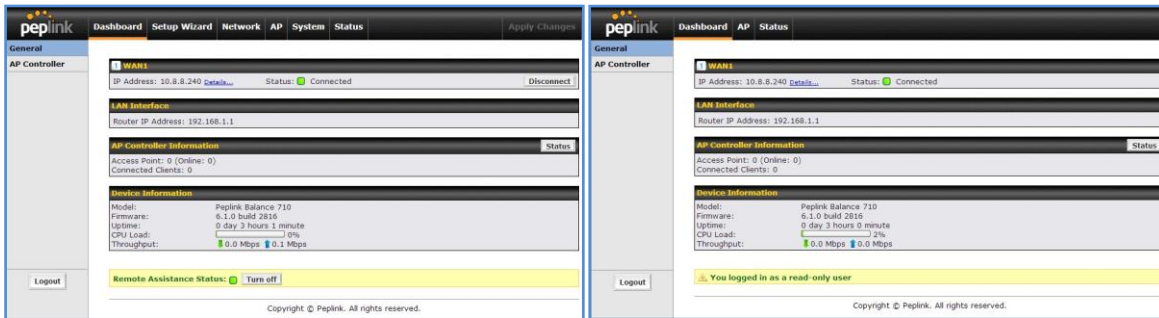 peplink Dashboard Setup Wizard Network AP System Status Apply Changes
General
AP Controller
1 WAN1
IP Address: 10.8.8.240 Details... Status: Connected Disconnect
LAN Interface
Router IP Address: 192.168.1.1
AP Controller Information Status
Access Point: 0 (Online: 0)
Connected Clients: 0
Device Information
Model: Peplink Balance 710
Firmware: 6.1.0 build 2816
Uptime: 0 day 3 hours 1 minute
CPU Load: 0%
Throughput: 0.0 Mbps 0.1 Mbps
Logout
Remote Assistance Status: Turn off
Copyright © Peplink. All rights reserved.
peplink Dashboard AP Status
General
AP Controller
1 WAN1
IP Address: 10.8.8.240 Details... Status: Connected
LAN Interface
Router IP Address: 192.168.1.1
AP Controller Information Status
Access Point: 0 (Online: 0)
Connected Clients: 0
Device Information
Model: Peplink Balance 710
Firmware: 6.1.0 build 2816
Uptime: 0 day 3 hours 0 minute
CPU Load: 2%
Throughput: 0.0 Mbps 0.0 Mbps
Logout
You logged in as a read-only user
Copyright © Peplink. All rights reserved.